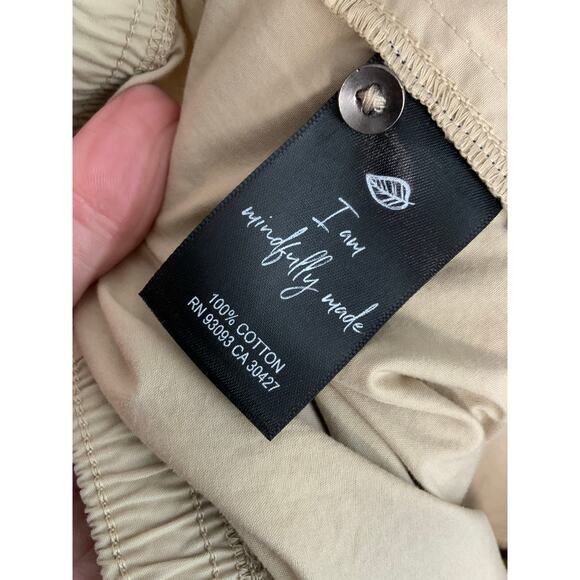 I am
mindfully made
100% COTTON
RN 93093 CA 30427